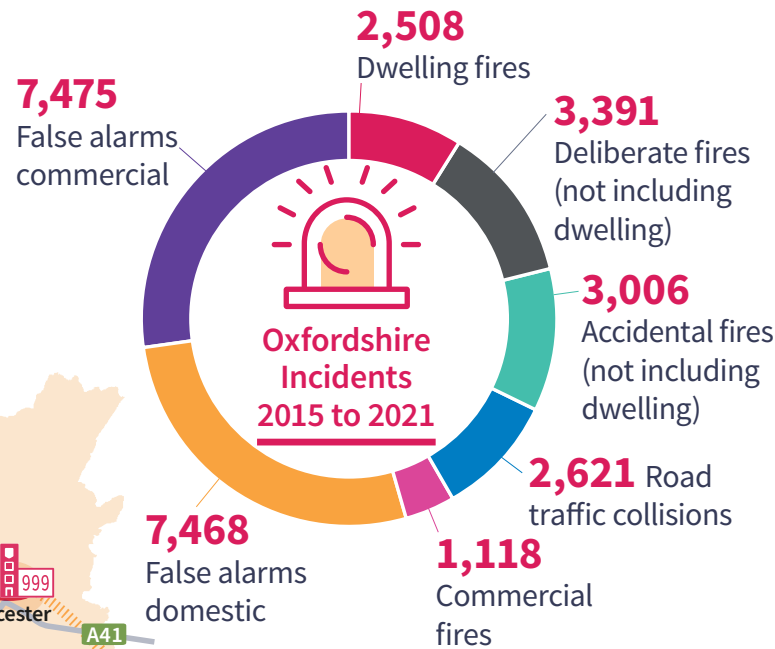 2,508
Dwelling fires
7,475
False alarms
commercial
3,391
Deliberate fires
(not including
dwelling)
3,006
Accidental fires
(not including
dwelling)
Oxfordshire
Incidents
2015 to 2021
2,621 Road
traffic collisions
1,118
Commercial
fires
7,468
False alarms
domestic
999
cester
A41